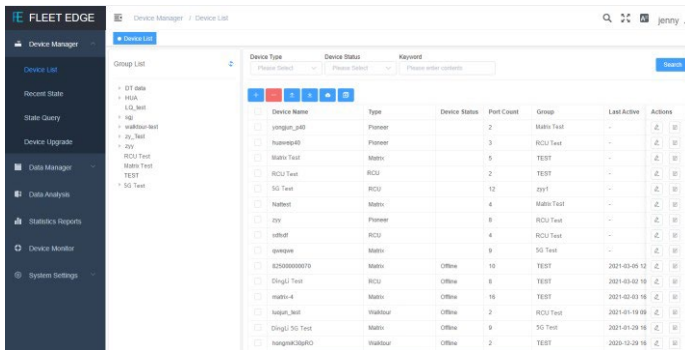 FLEET EDGE
Device Manager / Device List
jenny
Device Manager
Device List
Recent State
State Query
Device Upgrade
Data Manager
Data Analysis
Statistics Reports
Device Monitor
System Settings
Device List
Group List
DT data
HUA
LQ_test
sqj
walktour-test
zy_Test
zyy
RCU Test
Matrix Test
TEST
5G Test
Device Type Device Status Keyword
Please Select Please Select Please enter contents Search
Device Name Type Device Status Port Count Group Last Active Actions
yongjun_p40 Pioneer 2 Matrix Test -
huaweip40 Pioneer 3 RCU Test -
Matrix Test Matrix 5 TEST -
RCU Test RCU 2 TEST -
5G Test RCU 12 zyy1 -
Nattest Matrix 4 Matrix Test -
zyy Pioneer 8 RCU Test -
sdfsdf RCU 4 RCU Test -
qweqwe Matrix 9 5G Test -
825000000070 Matrix Offline 10 TEST 2021-03-05 12
DingLi Test RCU Offline 8 TEST 2021-03-02 18
matrix-4 Matrix Offline 16 TEST 2021-02-03 16
luojun_test Walktour Offline 2 RCU Test 2021-01-19 09
DingLi 5G Test Matrix Offline 9 5G Test 2021-01-29 16
hongmiK30pRO Walktour Offline 2 TEST 2020-12-29 16